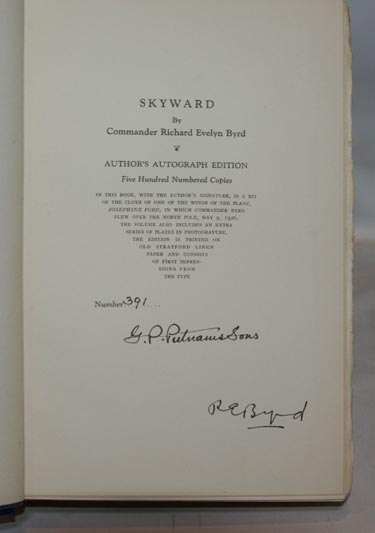 SKYWARD
By
Commander Richard Evelyn Byrd
AUTHOR'S AUTOGRAPH EDITION
Five Hundred Numbered Copies
IN THIS BOOK, WITH THE AUTHOR'S SIGNATURE, IS A BIT
OF THE CLOTH OF ONE OF THE WINGS OF THE PLANE,
JOSEPHINE FORD, IN WHICH COMMANDER BYRD
FLEW OVER THE NORTH POLE, MAY 9, 1926.
THE VOLUME ALSO INCLUDES AN EXTRA
SERIES OF PLATES IN PHOTOGRAVURE.
THE EDITION IS PRINTED ON
OLD STRATFORD LINEN
PAPER AND CONSISTS
OF FIRST IMPRES-
SIONS FROM
THE TYPE
Number 391....
G. P. Putnams Sons
R E Byrd